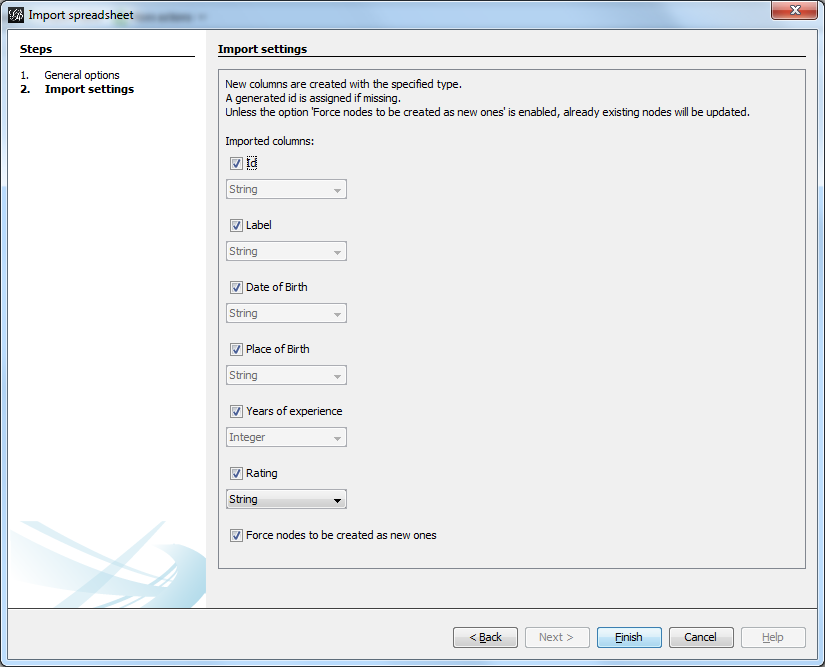 Import spreadsheet
Steps
1. General options
2. Import settings
Import settings
New columns are created with the specified type.
A generated id is assigned if missing.
Unless the option 'Force nodes to be created as new ones' is enabled, already existing nodes will be updated.
Imported columns:
Id
String
Label
String
Date of Birth
String
Place of Birth
String
Years of experience
Integer
Rating
String
Force nodes to be created as new ones
< Back
Next >
Finish
Cancel
Help